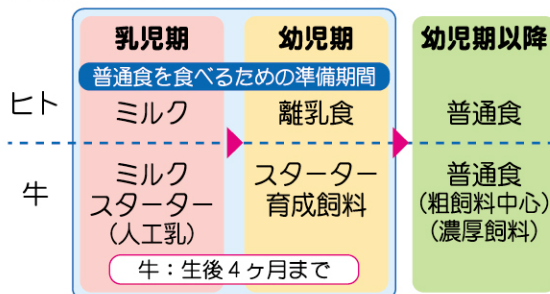 乳児期
幼児期
幼児期以降
普通食を食べるための準備期間
ヒト
ミルク
離乳食
普通食
牛
ミルク
スターター
(人工乳)
スターター
育成飼料
普通食
(粗飼料中心)
(濃厚飼料)
牛：生後4ヶ月まで